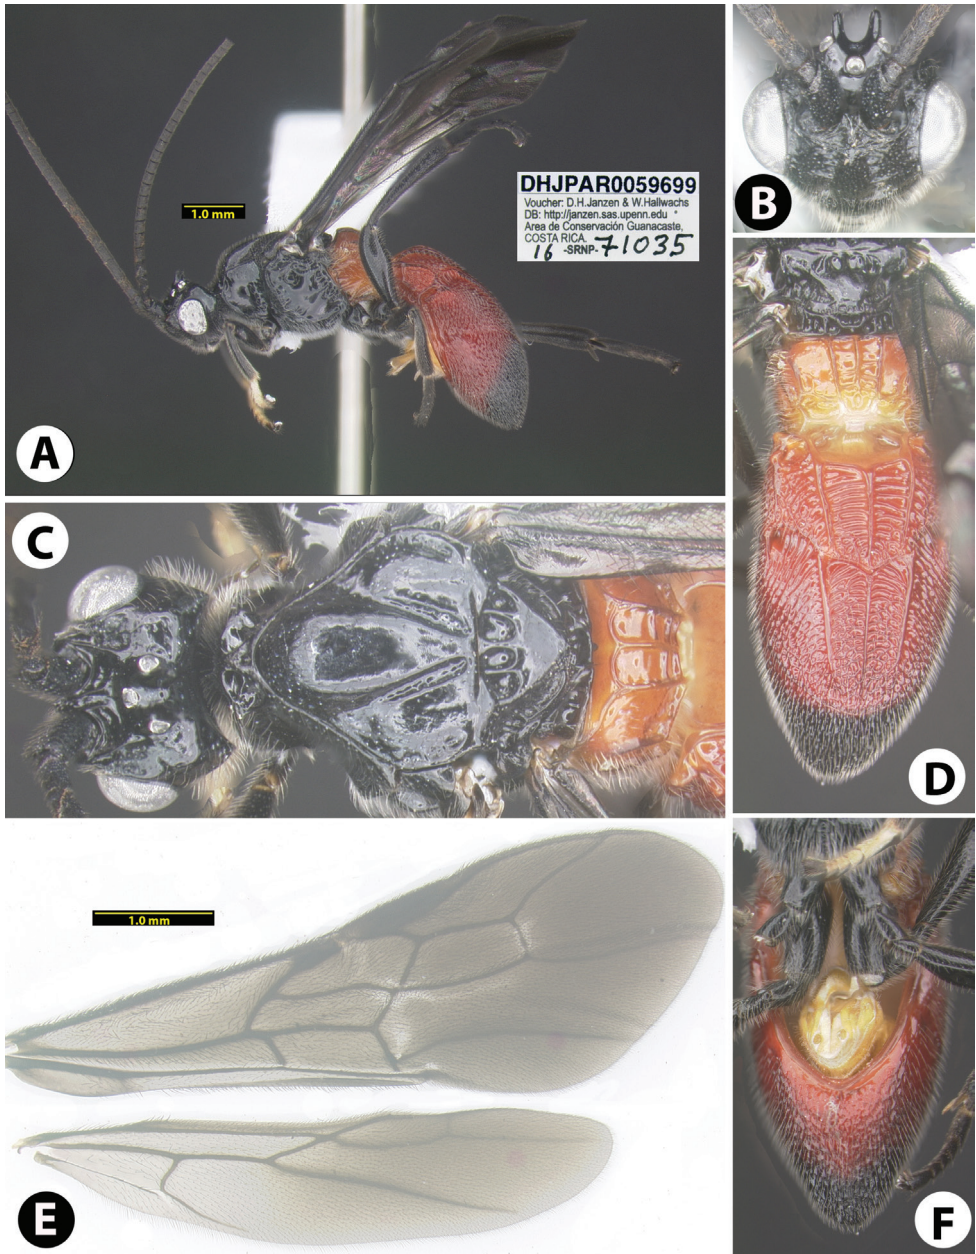 A
1.0 mm
DHJPAR0059699
Voucher: D.H.Janzen & W.Hallwachs
DB: http://janzen.sas.upenn.edu
Area de Conservación Guanacaste,
COSTA RICA.
16 -SRNP- 71035
B
C
D
1.0 mm
E
F